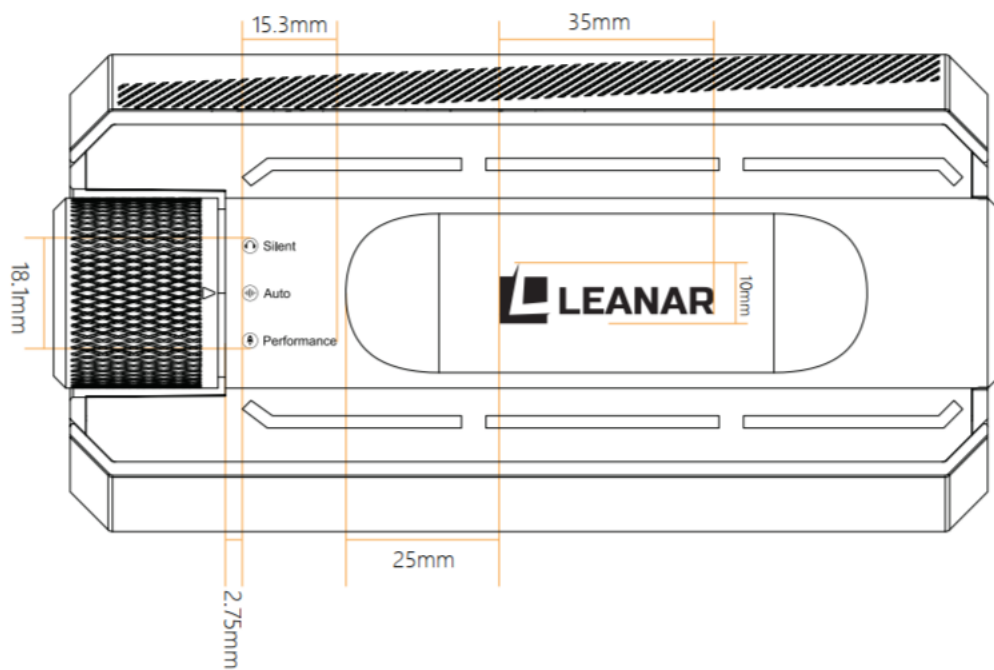 15.3mm
35mm
18.1mm
Silent
Auto
Performance
LEANAR
10mm
25mm
2.75mm